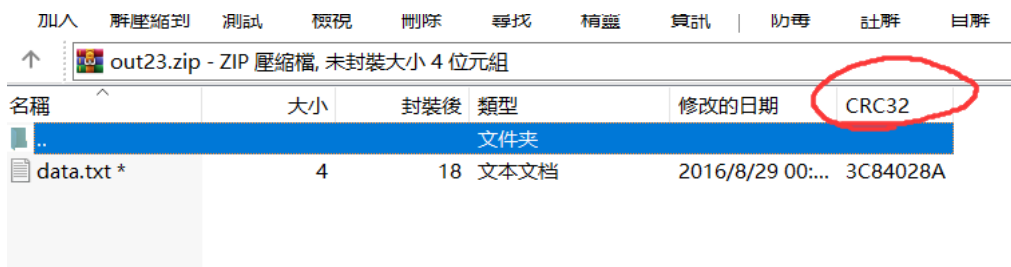 加入 解壓縮到 測試 檢視 刪除 尋找 精靈 資訊 防毒 註解 自解
out23.zip - ZIP 壓縮檔, 未封裝大小 4 位元組
名稱 大小 封裝後 類型 修改的日期 CRC32
.. 文件夹
data.txt * 4 18 文本文档 2016/8/29 00:... 3C84028A